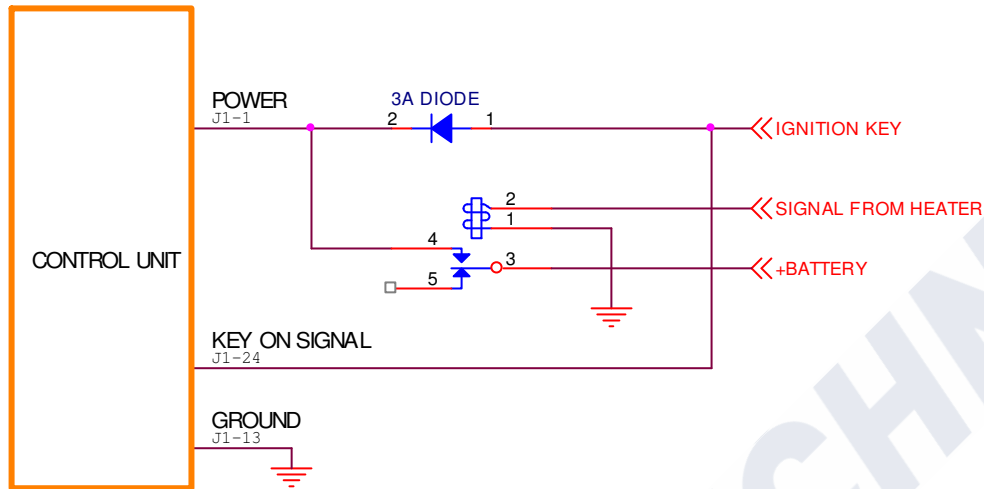 POWER
J1-1
3A DIODE
2
1
IGNITION KEY
2
SIGNAL FROM HEATER
1
4
CONTROL UNIT
3
+BATTERY
5
KEY ON SIGNAL
J1-24
GROUND
J1-13